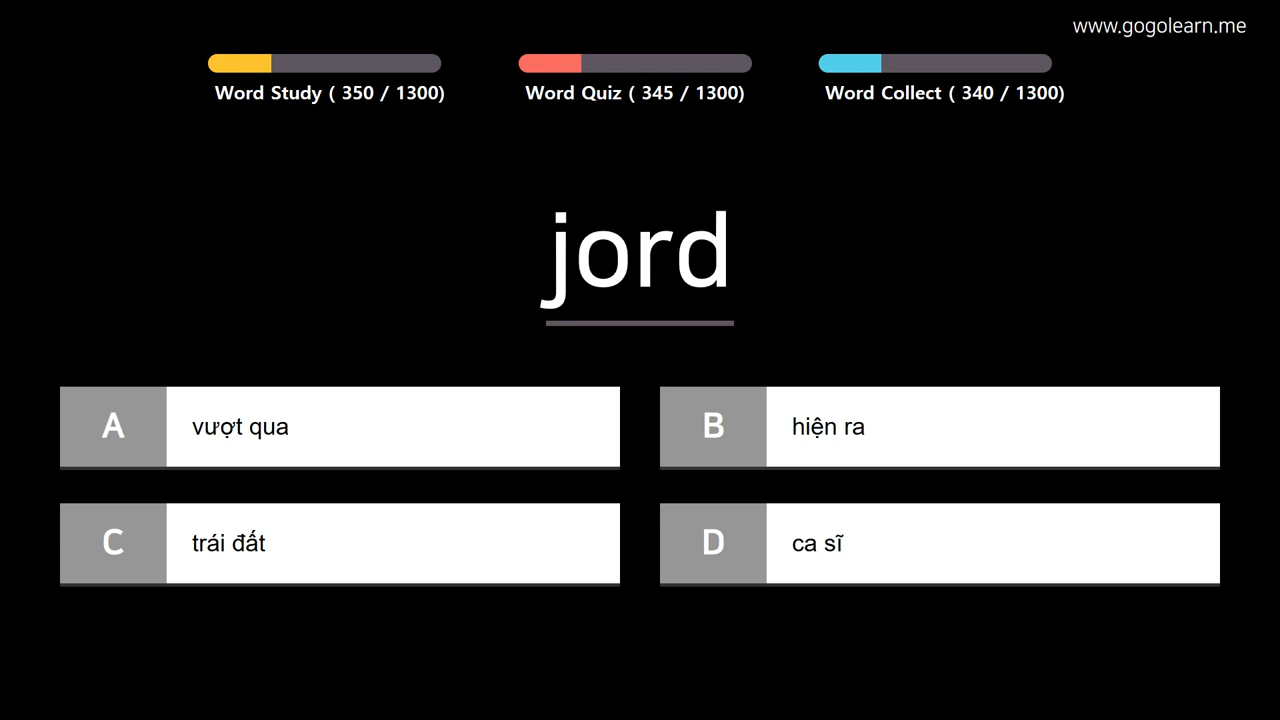 www.gogolearn.me
Word Study ( 350 / 1300)
Word Quiz ( 345 / 1300)
Word Collect ( 340 / 1300)
jord
A
vượt qua
B
hiện ra
C
trái đất
D
ca sĩ